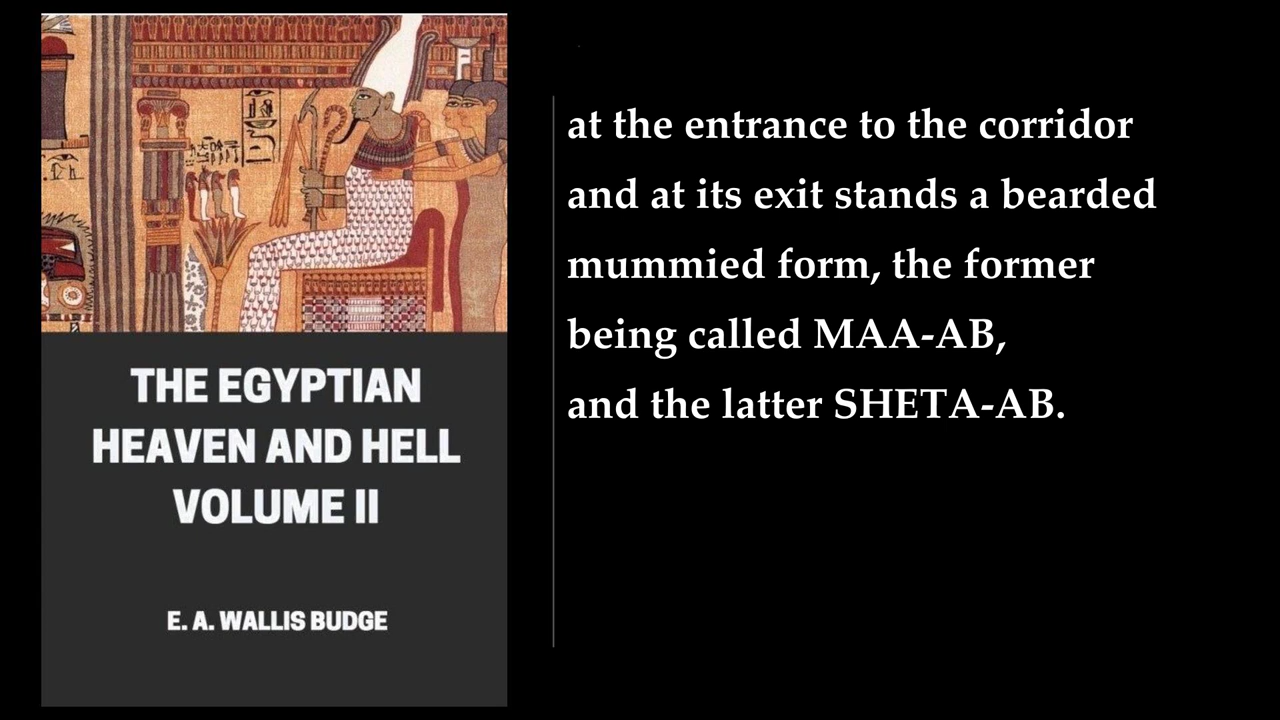 THE EGYPTIAN
HEAVEN AND HELL
VOLUME II
E. A. WALLIS BUDGE
at the entrance to the corridor
and at its exit stands a bearded
mummied form, the former
being called MAA-AB,
and the latter SHETA-AB.